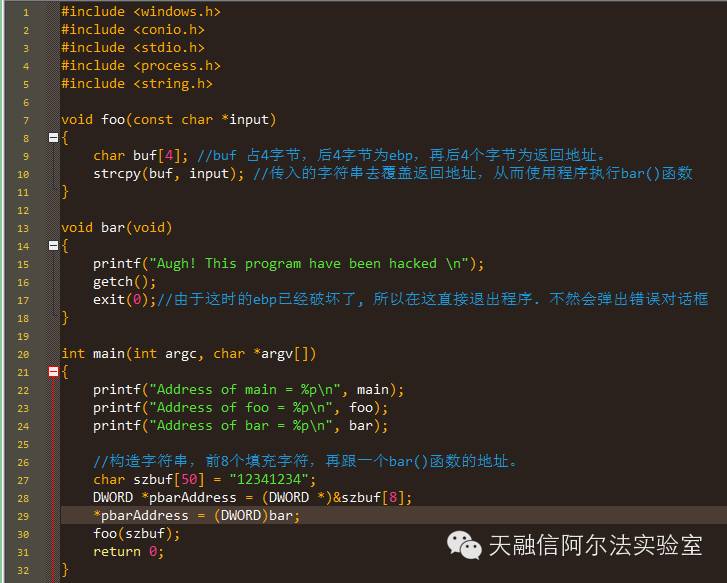 1 #include <windows.h>
2 #include <conio.h>
3 #include <stdio.h>
4 #include <process.h>
5 #include <string.h>
6
7 void foo(const char *input)
8 {
9 char buf[4]; //buf 占4字节，后4字节为ebp，再后4个字节为返回地址。
10 strcpy(buf, input); //传入的字符串去覆盖返回地址，从而使用程序执行bar()函数
11 }
12
13 void bar(void)
14 {
15 printf("Augh! This program have been hacked \n");
16 getch();
17 exit(0);//由于这时的ebp已经破坏了, 所以在这直接退出程序. 不然会弹出错误对话框
18 }
19
20 int main(int argc, char *argv[])
21 {
22 printf("Address of main = %p\n", main);
23 printf("Address of foo = %p\n", foo);
24 printf("Address of bar = %p\n", bar);
25
26 //构造字符串，前8个填充字符，再跟一个bar()函数的地址。
27 char szbuf[50] = "12341234";
28 DWORD *pbarAddress = (DWORD *)&szbuf[8];
29 *pbarAddress = (DWORD)bar;
30 foo(szbuf);
31 return 0;
32 }
天融信阿尔法实验室